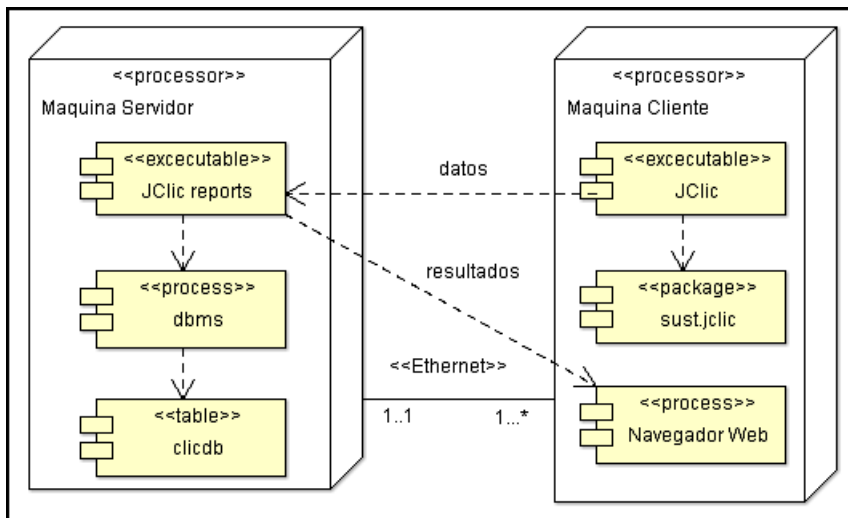 <<processor>>
Maquina Servidor
<<excecutable>>
JClic reports
<<process>>
dbms
<<table>>
clicdb
datos
resultados
<<Ethernet>>
1..1
1...*
<<processor>>
Maquina Cliente
<<excecutable>>
JClic
<<package>>
sust.jclic
<<process>>
Navegador Web